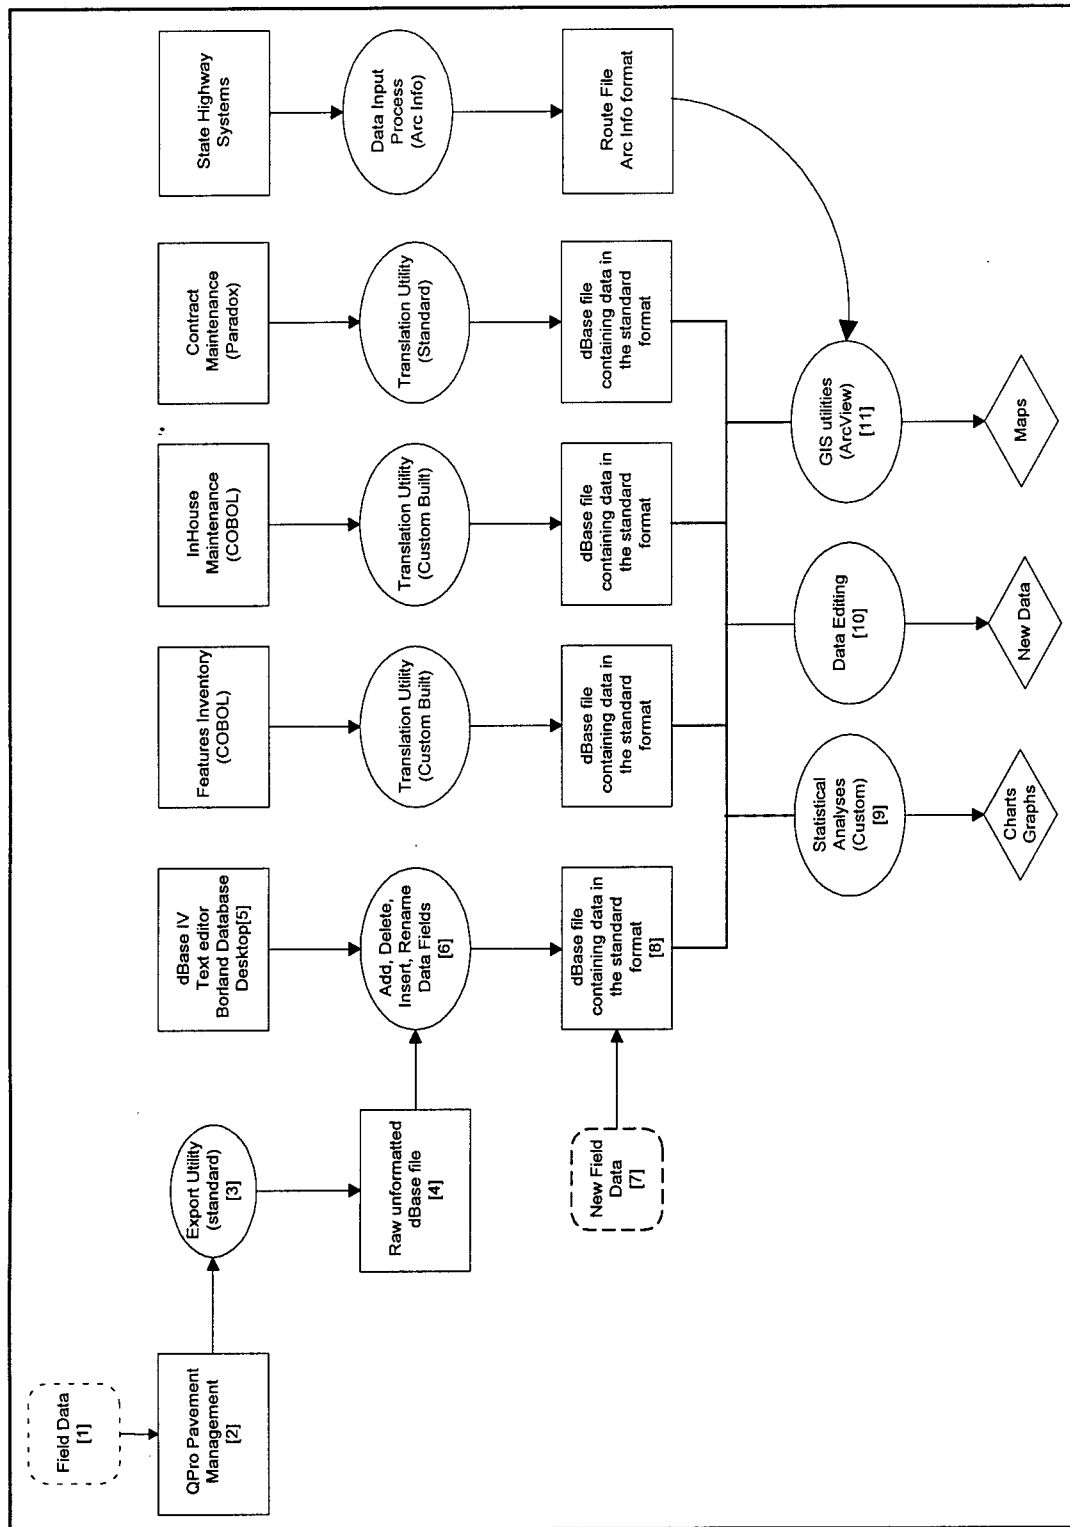 Field Data
[1]
QPro Pavement
Management
[2]
Export Utility
(standard)
[3]
Raw unformatted
dBase file
[4]
dBase IV
Text editor
Borland Database
Desktop[5]
Add, Delete,
Insert, Rename
Data Fields
[6]
New Field
Data
[7]
dBase file
containing data in
the standard
format
[8]
Features Inventory
(COBOL)
Translation Utility
(Custom Built)
dBase file
containing data in
the standard
format
InHouse
Maintenance
(COBOL)
Translation Utility
(Custom Built)
dBase file
containing data in
the standard
format
Contract
Maintenance
(Paradox)
Translation Utility
(Standard)
dBase file
containing data in
the standard
format
State Highway
Systems
Data Input
Process
(Arc Info)
Route File
Arc Info format
Statistical
Analyses
(Custom)
[9]
Data Editing
[10]
GIS utilities
(ArcView)
[11]
Charts
Graphs
New Data
Maps